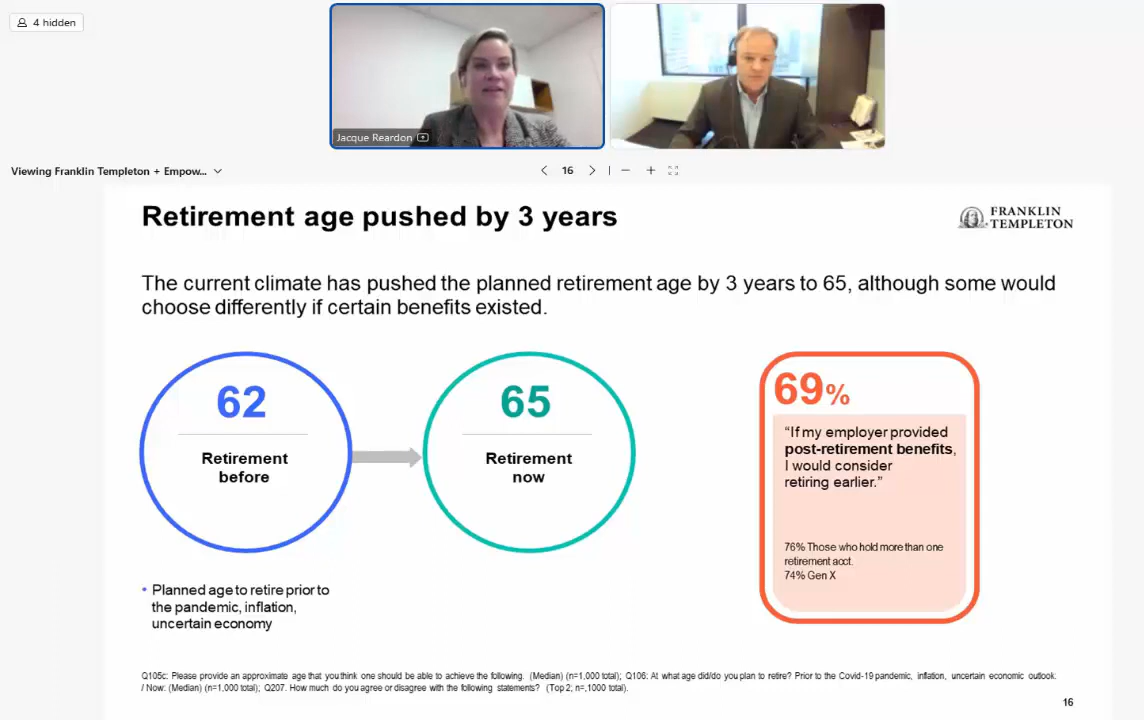 4 hidden
Jacque Reardon
Viewing Franklin Templeton + Empow...
16
Retirement age pushed by 3 years
FRANKLIN
TEMPLETON
The current climate has pushed the planned retirement age by 3 years to 65, although some would
choose differently if certain benefits existed.
62
Retirement
before
65
Retirement
now
69%
“If my employer provided
post-retirement benefits,
I would consider
retiring earlier.”
76% Those who hold more than one
retirement acct.
74% Gen X
• Planned age to retire prior to
the pandemic, inflation,
uncertain economy
Q105c: Please provide an approximate age that you think one should be able to achieve the following. (Median) (n=1,000 total); Q106: At what age did/do you plan to retire? Prior to the Covid-19 pandemic, inflation, uncertain economic outlook.
/ Now: (Median) (n=1,000 total); Q207. How much do you agree or disagree with the following statements? (Top 2; n=,1000 total).
16